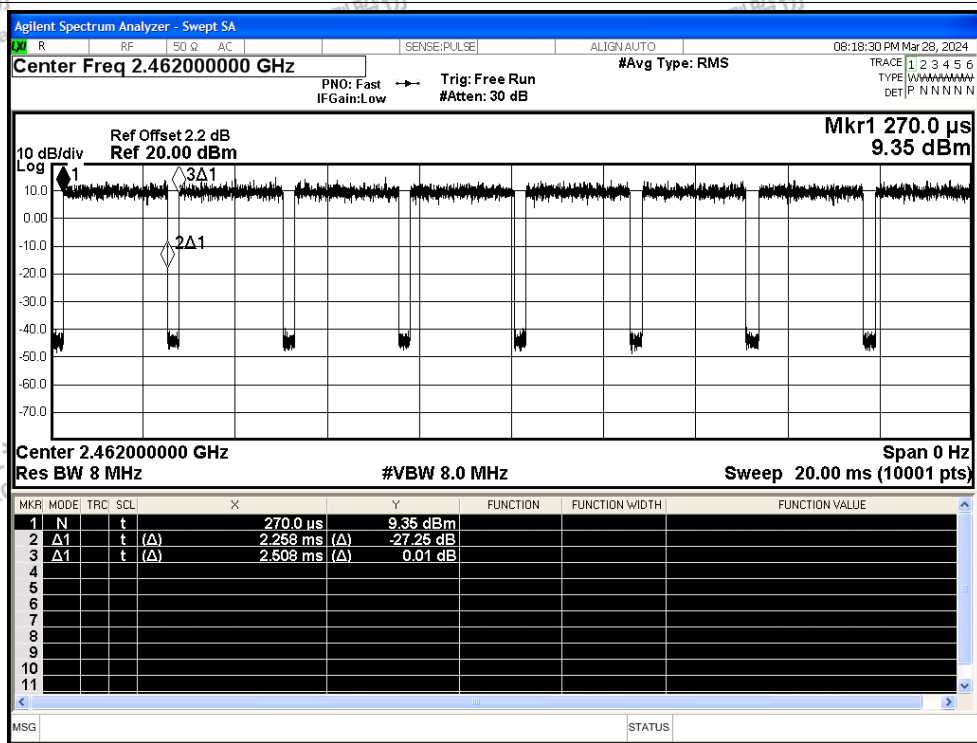 Agilent Spectrum Analyzer - Swept SA
LXI R RF 50 Ω AC SENSE:PULSE ALIGN AUTO 08:18:30 PM Mar 28, 2024
Center Freq 2.462000000 GHz
PNO: Fast
IFGain:Low
Trig: Free Run
#Atten: 30 dB
#Avg Type: RMS
TRACE 1 2 3 4 5 6
TYPE W
DET P N N N N N
Mkr1 270.0 µs
9.35 dBm
Ref Offset 2.2 dB
10 dB/div Ref 20.00 dBm
Log
1
3Δ1
2Δ1
10.0
0.00
-10.0
-20.0
-30.0
-40.0
-50.0
-60.0
-70.0
Center 2.462000000 GHz Span 0 Hz
Res BW 8 MHz #VBW 8.0 MHz Sweep 20.00 ms (10001 pts)
MKR MODE TRC SCL X Y FUNCTION FUNCTION WIDTH FUNCTION VALUE
1 N t 270.0 µs 9.35 dBm
2 Δ1 t (Δ) 2.258 ms (Δ) -27.25 dB
3 Δ1 t (Δ) 2.508 ms (Δ) 0.01 dB
4
5
6
7
8
9
10
11
MSG STATUS